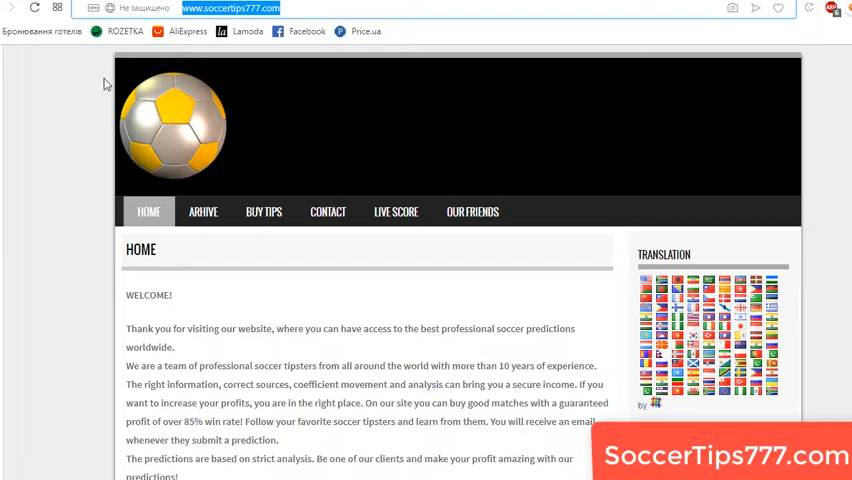 Не защищено www.soccertips777.com
Бронювання готелів ROZETKA AliExpress la Lamoda Facebook Price.ua
HOME ARHIVE BUY TIPS CONTACT LIVE SCORE OUR FRIENDS
HOME
WELCOME!
Thank you for visiting our website, where you can have access to the best professional soccer predictions
worldwide.
We are a team of professional soccer tipsters from all around the world with more than 10 years of experience.
The right information, correct sources, coefficient movement and analysis can bring you a secure income. If you
want to increase your profits, you are in the right place. On our site you can buy good matches with a guaranteed
profit of over 85% win rate! Follow your favorite soccer tipsters and learn from them. You will receive an email
whenever they submit a prediction.
The predictions are based on strict analysis. Be one of our clients and make your profit amazing with our
predictions!
TRANSLATION
by
SoccerTips777.com